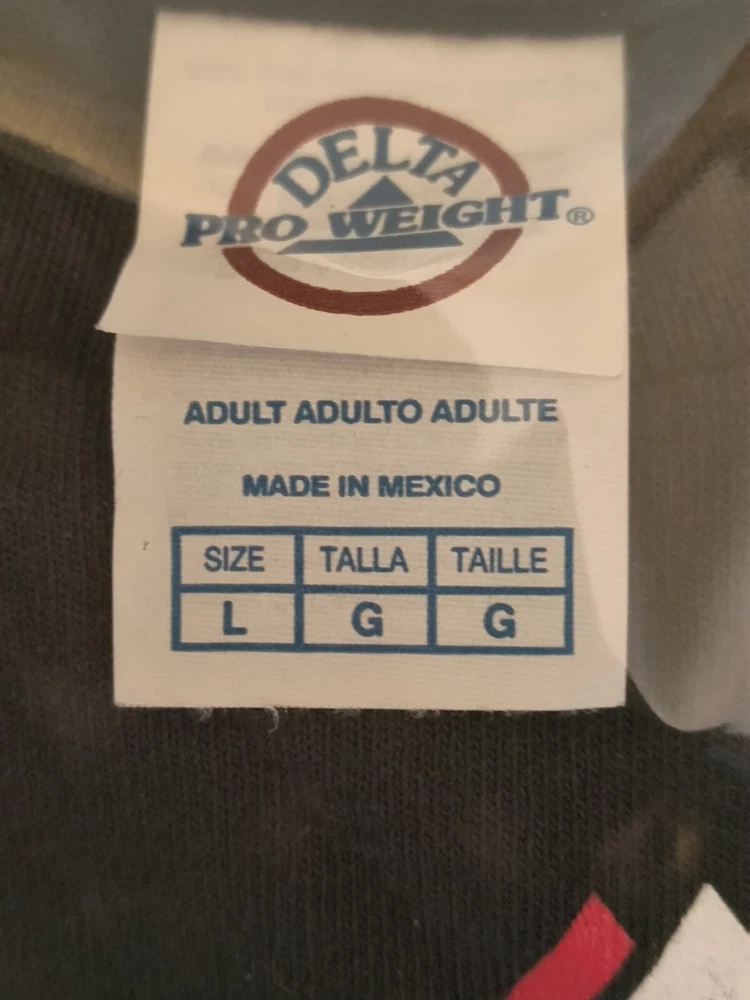 DELTA
PRO WEIGHT®
ADULT ADULTO ADULTE
MADE IN MEXICO
SIZE TALLA TAILLE
L G G